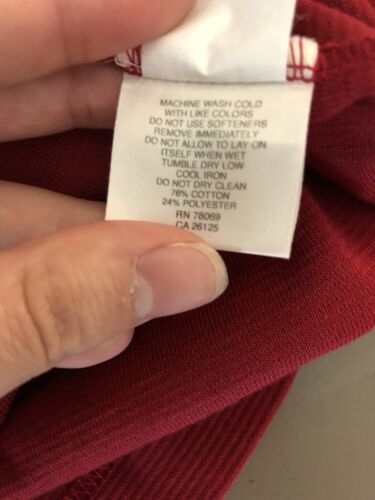 MACHINE WASH COLD
WITH LIKE COLORS
DO NOT USE SOFTENERS
REMOVE IMMEDIATELY
DO NOT ALLOW TO LAY ON
ITSELF WHEN WET
TUMBLE DRY LOW
COOL IRON
DO NOT DRY CLEAN
76% COTTON
24% POLYESTER
RN 78069
CA 26125